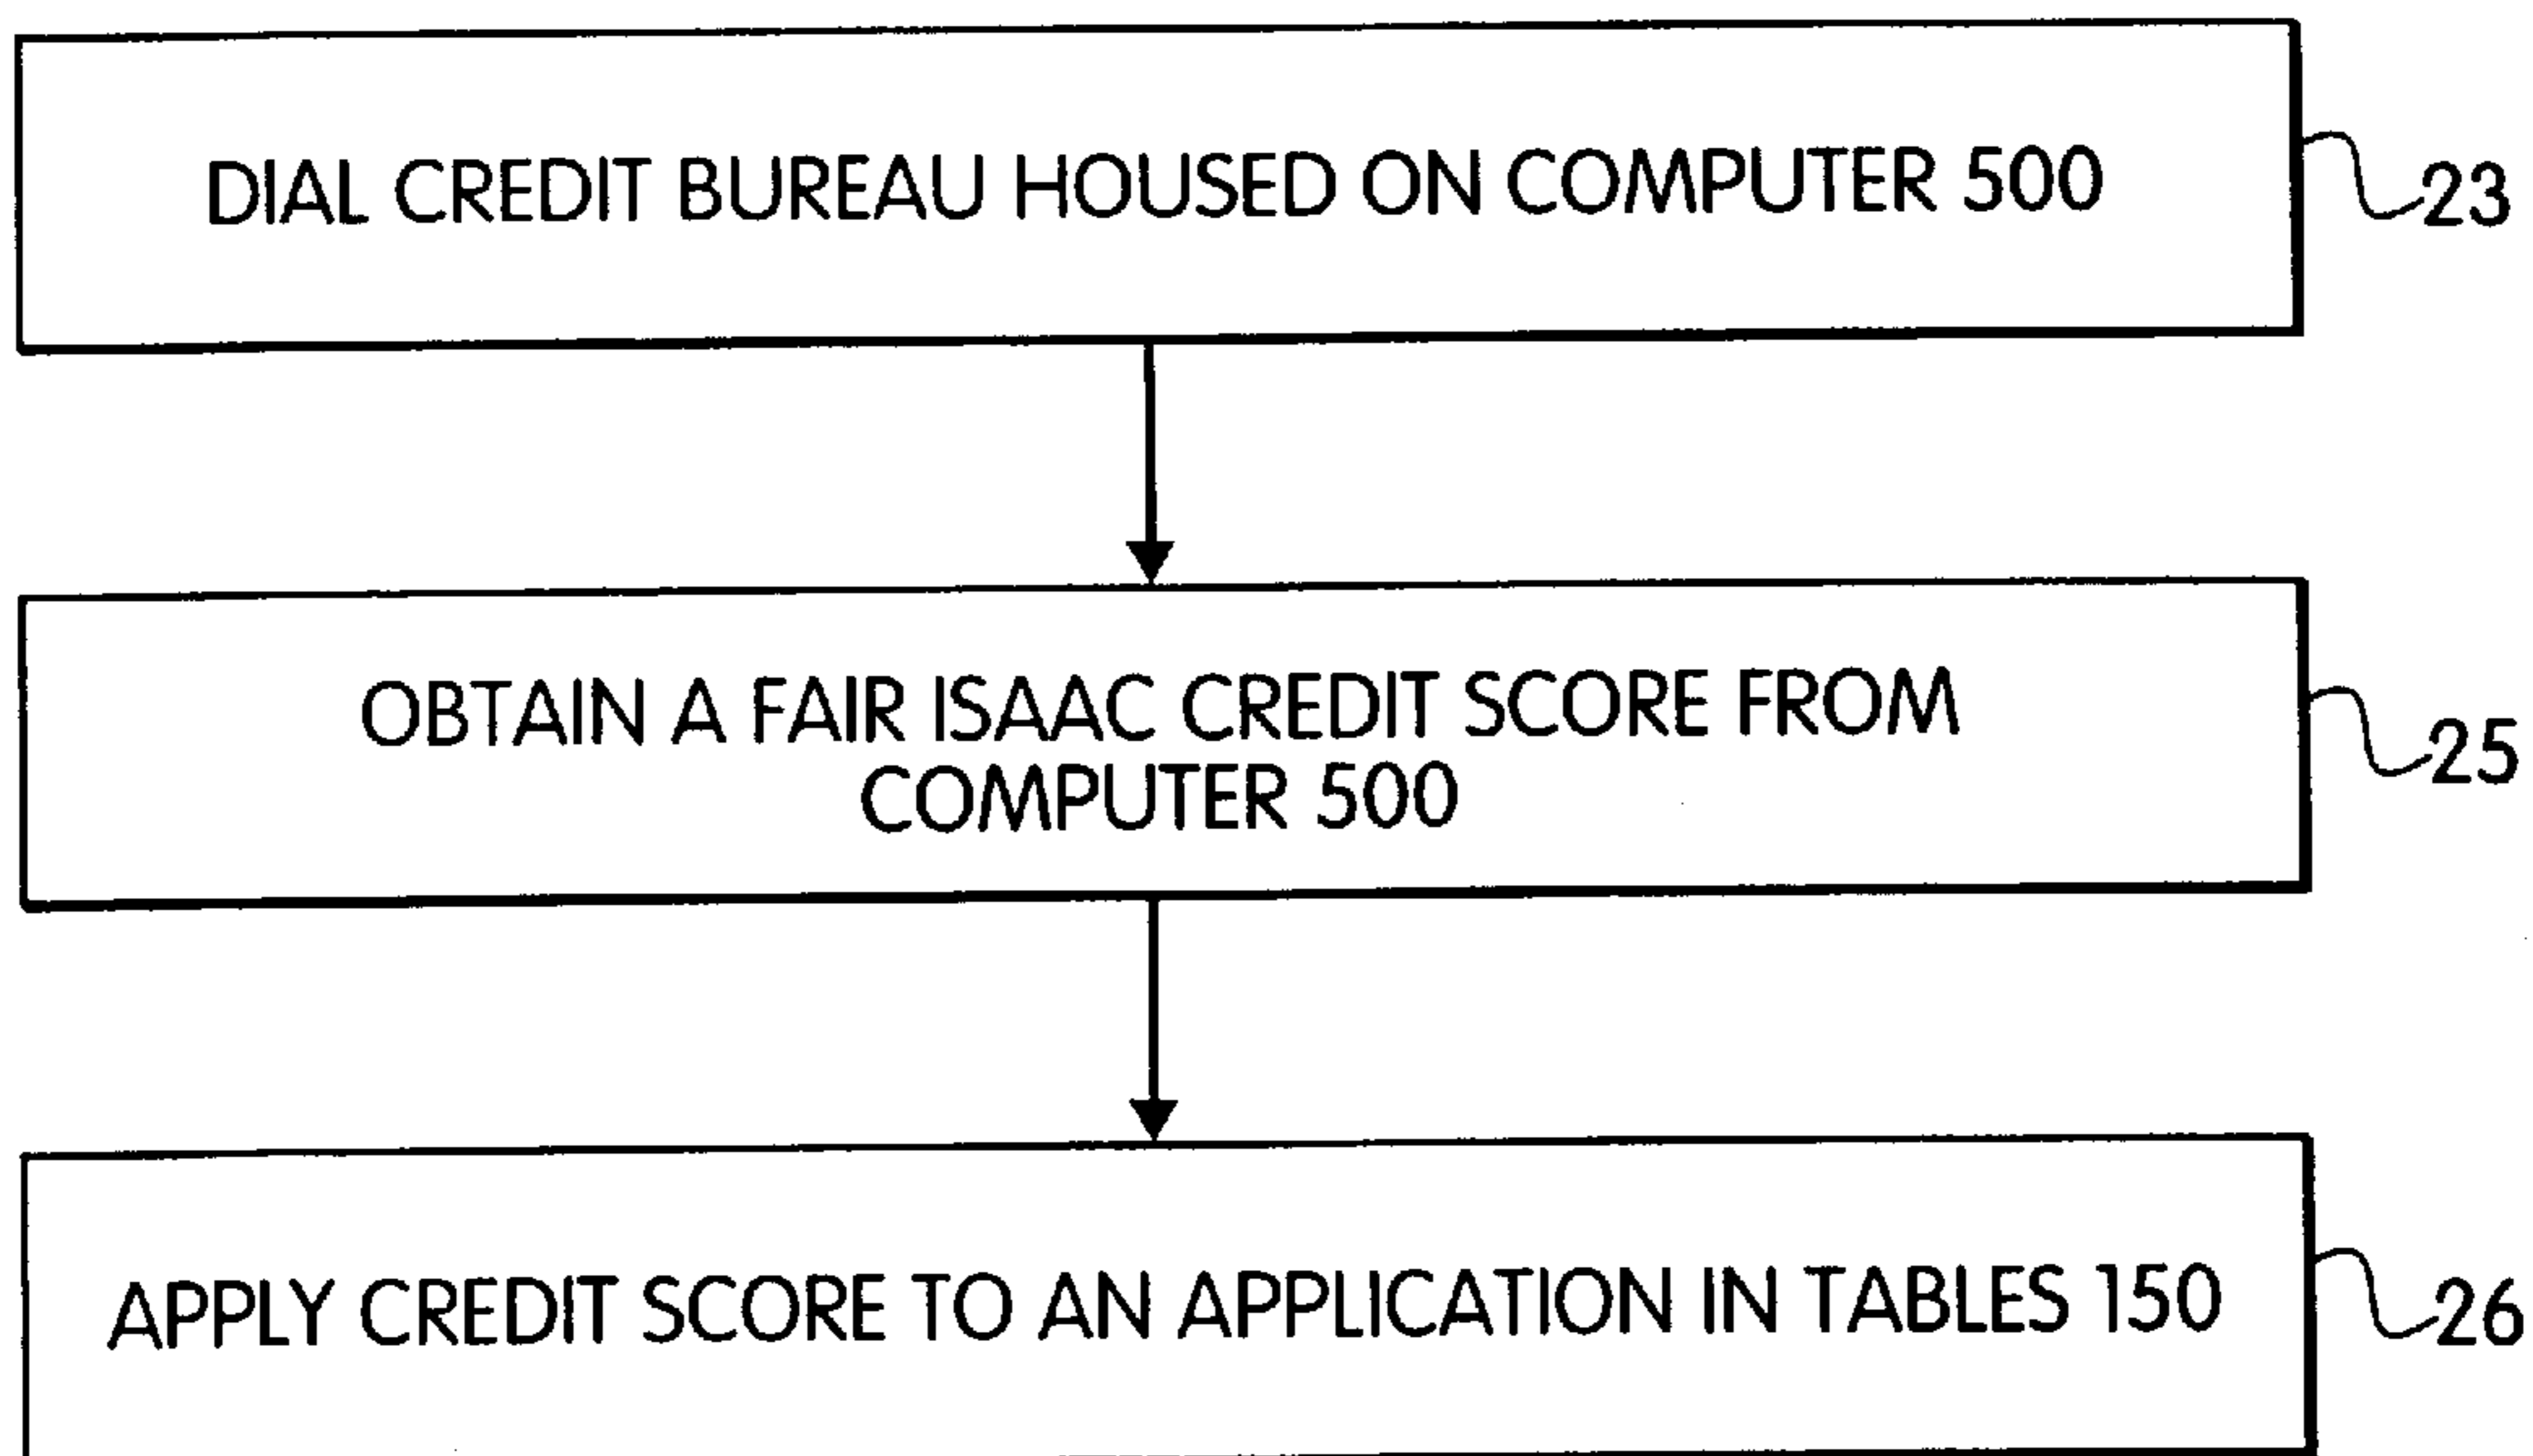 DIAL CREDIT BUREAU HOUSED ON COMPUTER 500
23
OBTAIN A FAIR ISAAC CREDIT SCORE FROM
COMPUTER 500
25
APPLY CREDIT SCORE TO AN APPLICATION IN TABLES 150
26